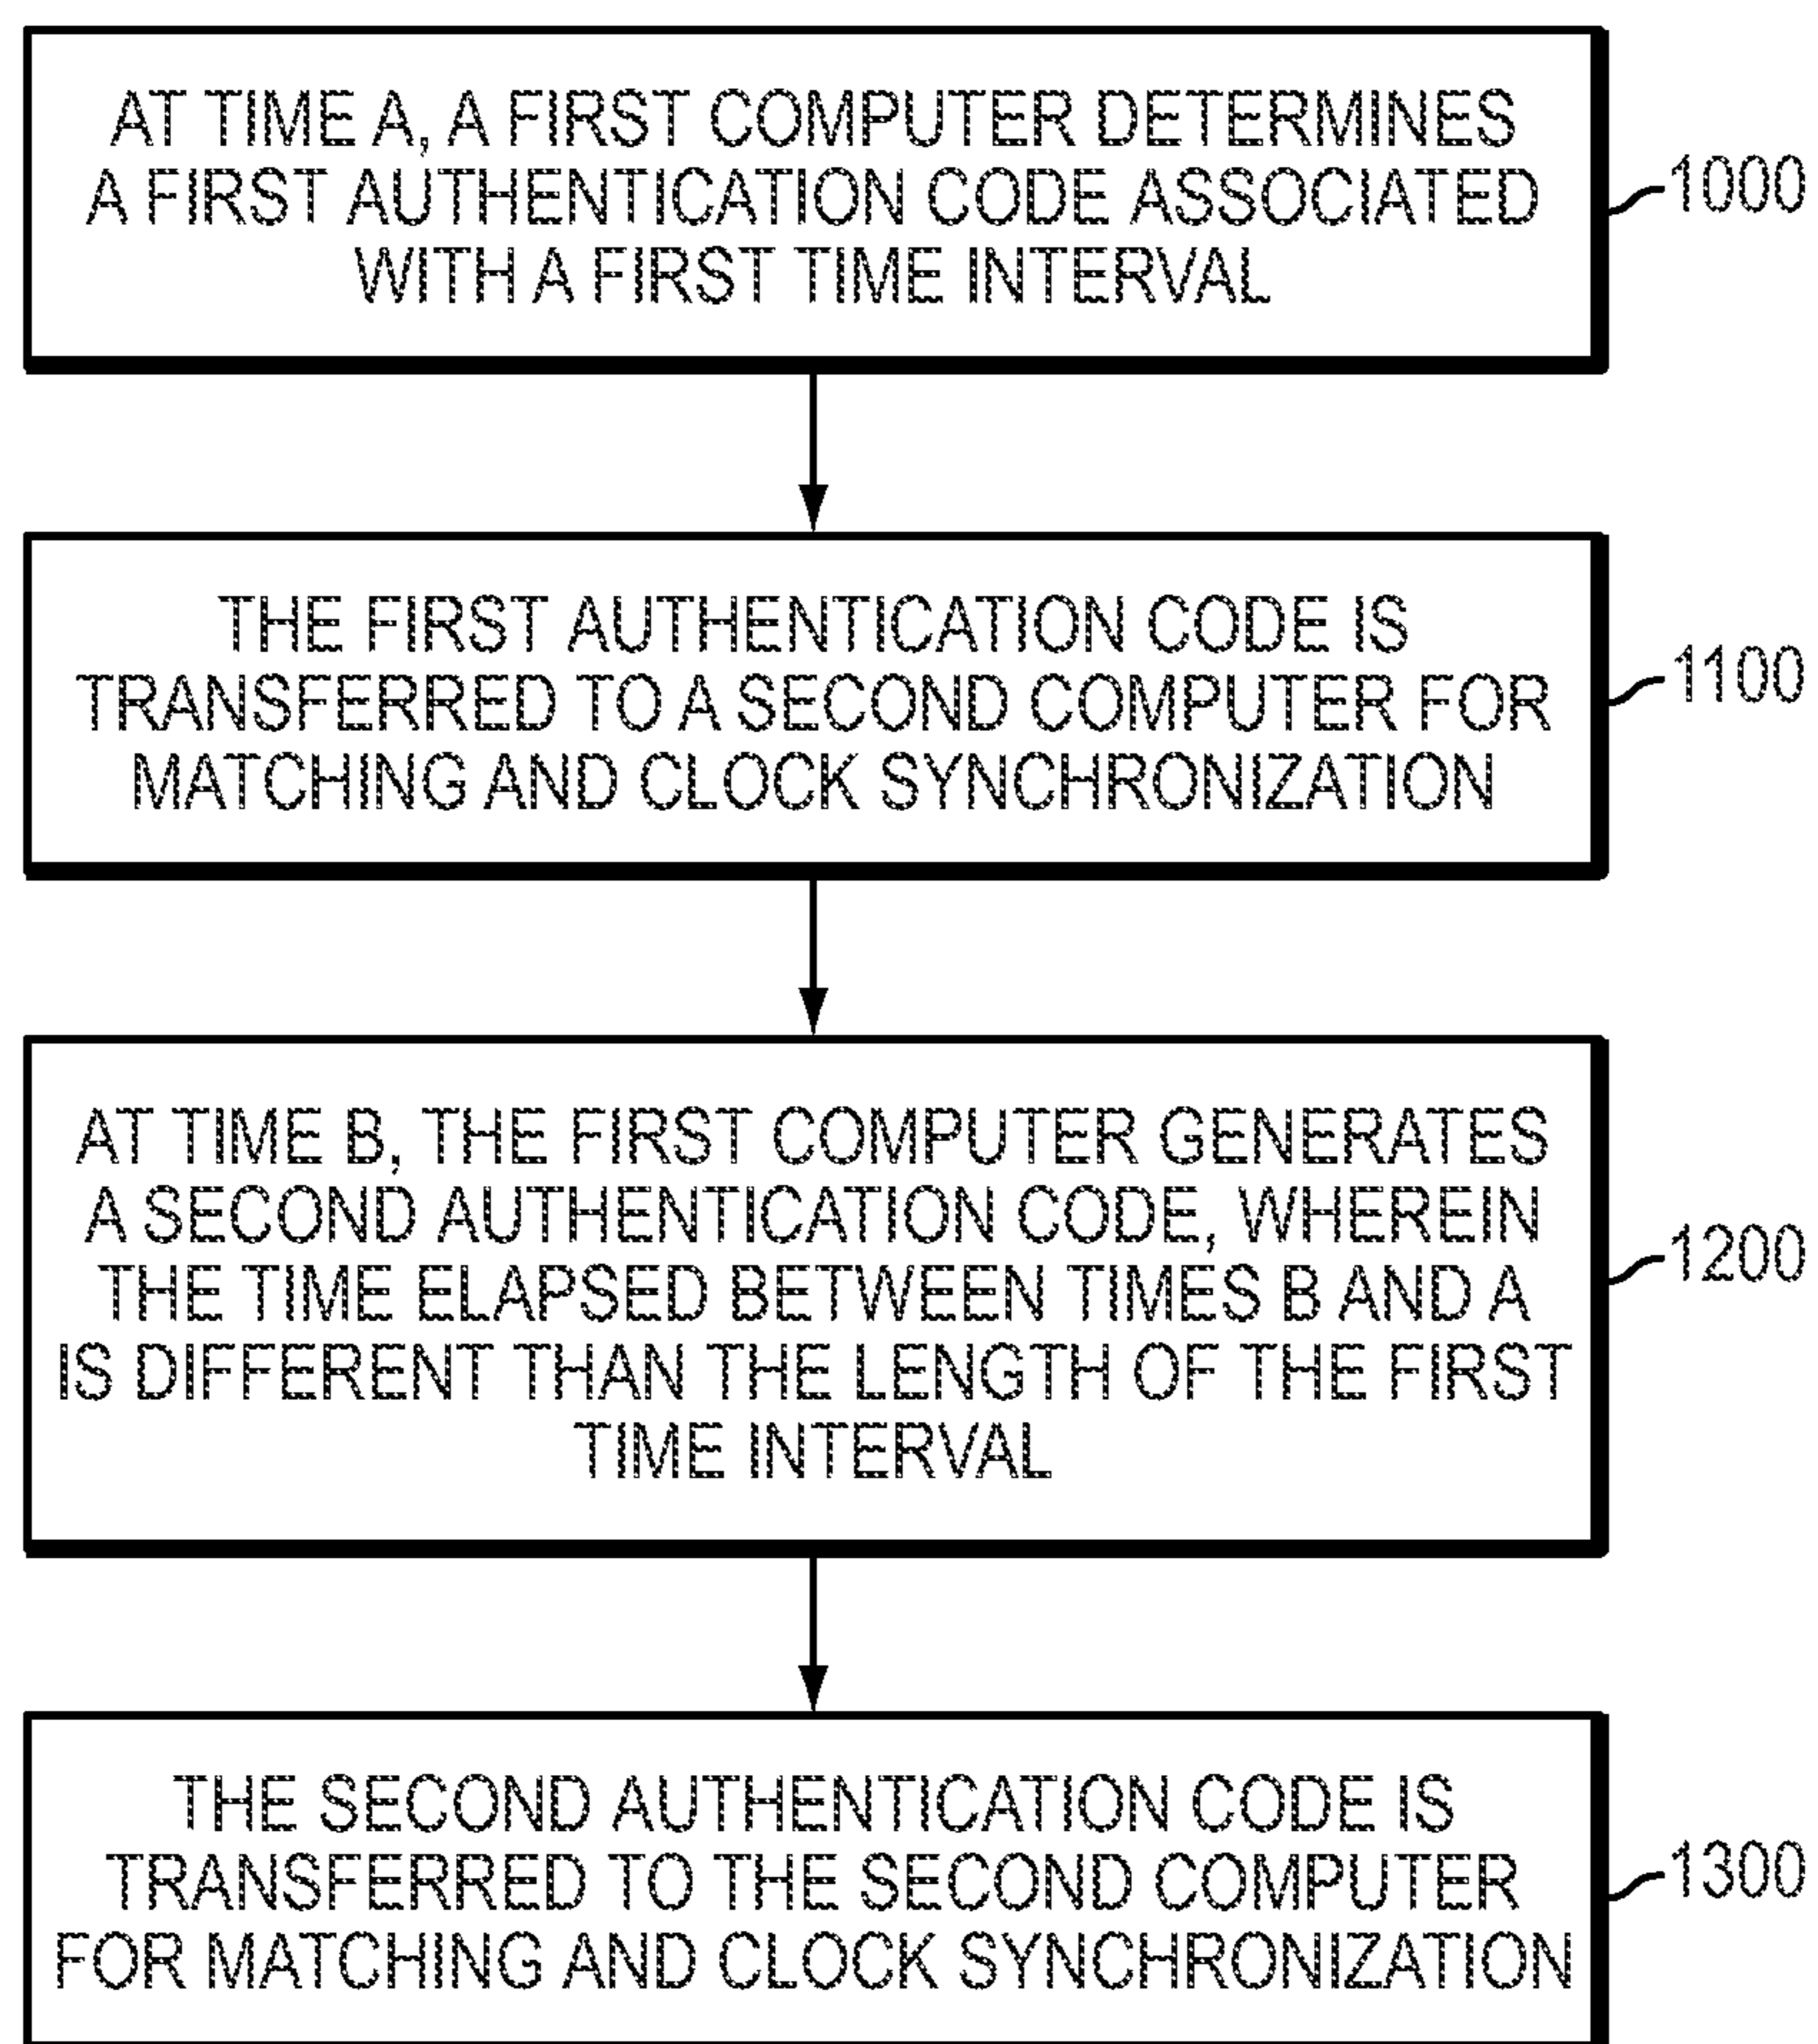 AT TIME A, A FIRST COMPUTER DETERMINES
A FIRST AUTHENTICATION CODE ASSOCIATED
WITH A FIRST TIME INTERVAL
1000
THE FIRST AUTHENTICATION CODE IS
TRANSFERRED TO A SECOND COMPUTER FOR
MATCHING AND CLOCK SYNCHRONIZATION
1100
AT TIME B, THE FIRST COMPUTER GENERATES
A SECOND AUTHENTICATION CODE, WHEREIN
THE TIME ELAPSED BETWEEN TIMES B AND A
IS DIFFERENT THAN THE LENGTH OF THE FIRST
TIME INTERVAL
1200
THE SECOND AUTHENTICATION CODE IS
TRANSFERRED TO THE SECOND COMPUTER
FOR MATCHING AND CLOCK SYNCHRONIZATION
1300